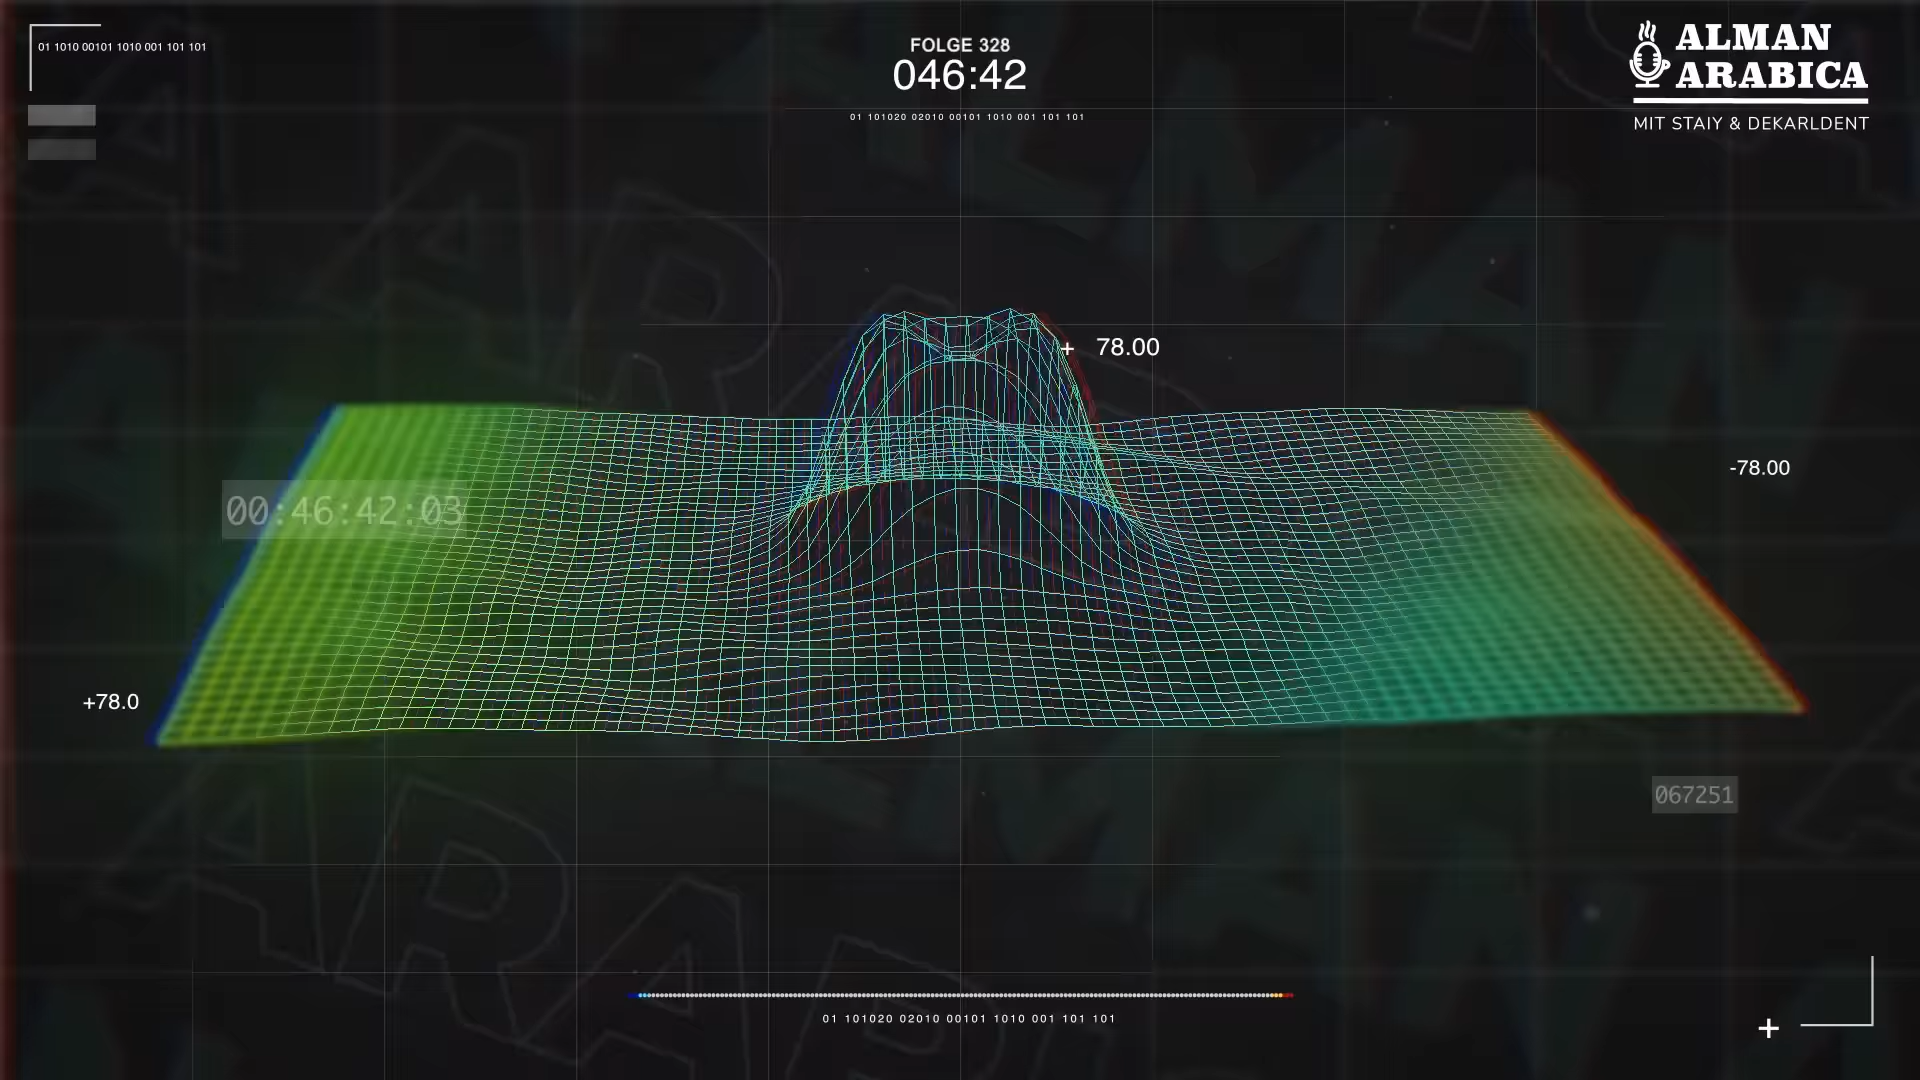 01 1010 00101 1010 001 101 101
FOLGE 328
046:42
01 101020 02010 00101 1010 001 101 101
ALMAN
ARABICA
MIT STAIY & DEKARLDENT
+ 78.00
-78.00
00:46:42:03
+78.0
067251
01 101020 02010 00101 1010 001 101 101
+